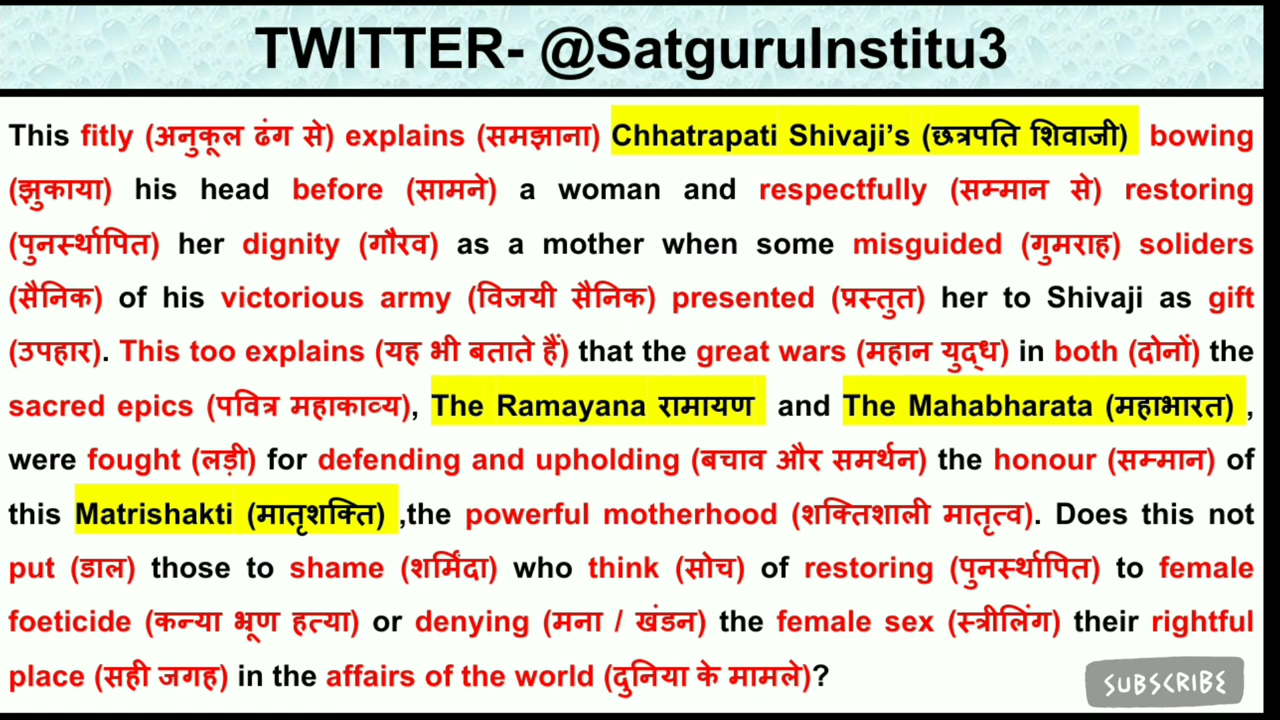 TWITTER- @SatguruInstitu3
This fitly (अनुकूल ढंग से) explains (समझाना) Chhatrapati Shivaji’s (छत्रपति शिवाजी) bowing
(झुकाया) his head before (सामने) a woman and respectfully (सम्मान से) restoring
(पुनर्स्थापित) her dignity (गौरव) as a mother when some misguided (गुमराह) soliders
(सैनिक) of his victorious army (विजयी सैनिक) presented (प्रस्तुत) her to Shivaji as gift
(उपहार). This too explains (यह भी बताते हैं) that the great wars (महान युद्ध) in both (दोनों) the
sacred epics (पवित्र महाकाव्य), The Ramayana रामायण and The Mahabharata (महाभारत) ,
were fought (लड़ी) for defending and upholding (बचाव और समर्थन) the honour (सम्मान) of
this Matrishakti (मातृशक्ति) ,the powerful motherhood (शक्तिशाली मातृत्व). Does this not
put (डाल) those to shame (शर्मिंदा) who think (सोच) of restoring (पुनर्स्थापित) to female
foeticide (कन्या भ्रूण हत्या) or denying (मना / खंडन) the female sex (स्त्रीलिंग) their rightful
place (सही जगह) in the affairs of the world (दुनिया के मामले)?
SUBSCRIBE